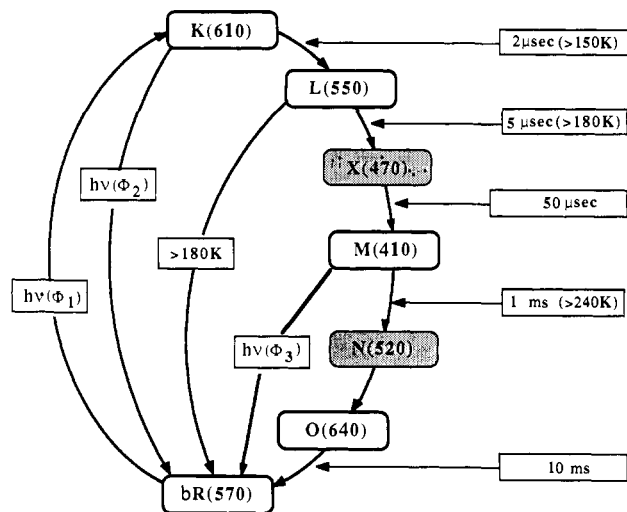 K(610)
2μsec (>150K)
L(550)
5 μsec (>180K)
X(470)
hν(Φ2)
50 μsec
>180K
M(410)
hν(Φ1)
1 ms (>240K)
hν(Φ3)
N(520)
O(640)
10 ms
bR(570)